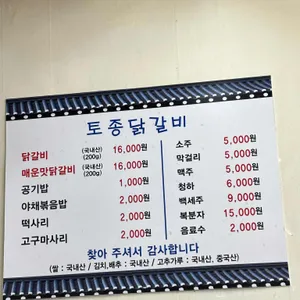 토종닭갈비
닭갈비 (국내산) (200g) 16,000원
매운맛닭갈비 (국내산) (200g) 16,000원
공기밥 1,000원
야채볶음밥 2,000원
떡사리 2,000원
고구마사리 2,000원
소주 5,000원
막걸리 5,000원
맥주 5,000원
청하 6,000원
백세주 9,000원
복분자 15,000원
음료수 2,000원
찾아 주셔서 감사합니다
(쌀 : 국내산 / 김치,배추 : 국내산 / 고추가루 : 국내산, 중국산)